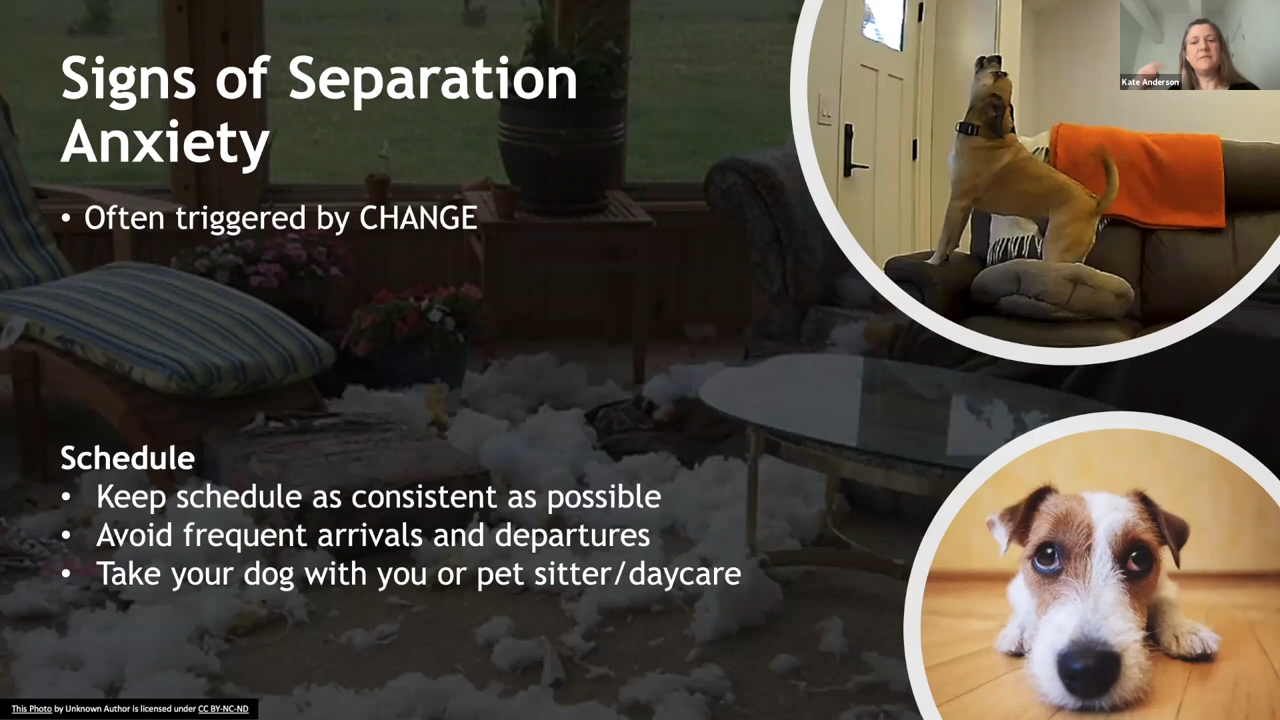 Signs of Separation
Anxiety
• Often triggered by CHANGE
Schedule
• Keep schedule as consistent as possible
• Avoid frequent arrivals and departures
• Take your dog with you or pet sitter/daycare
Kate Anderson
This Photo by Unknown Author is licensed under CC BY-NC-ND